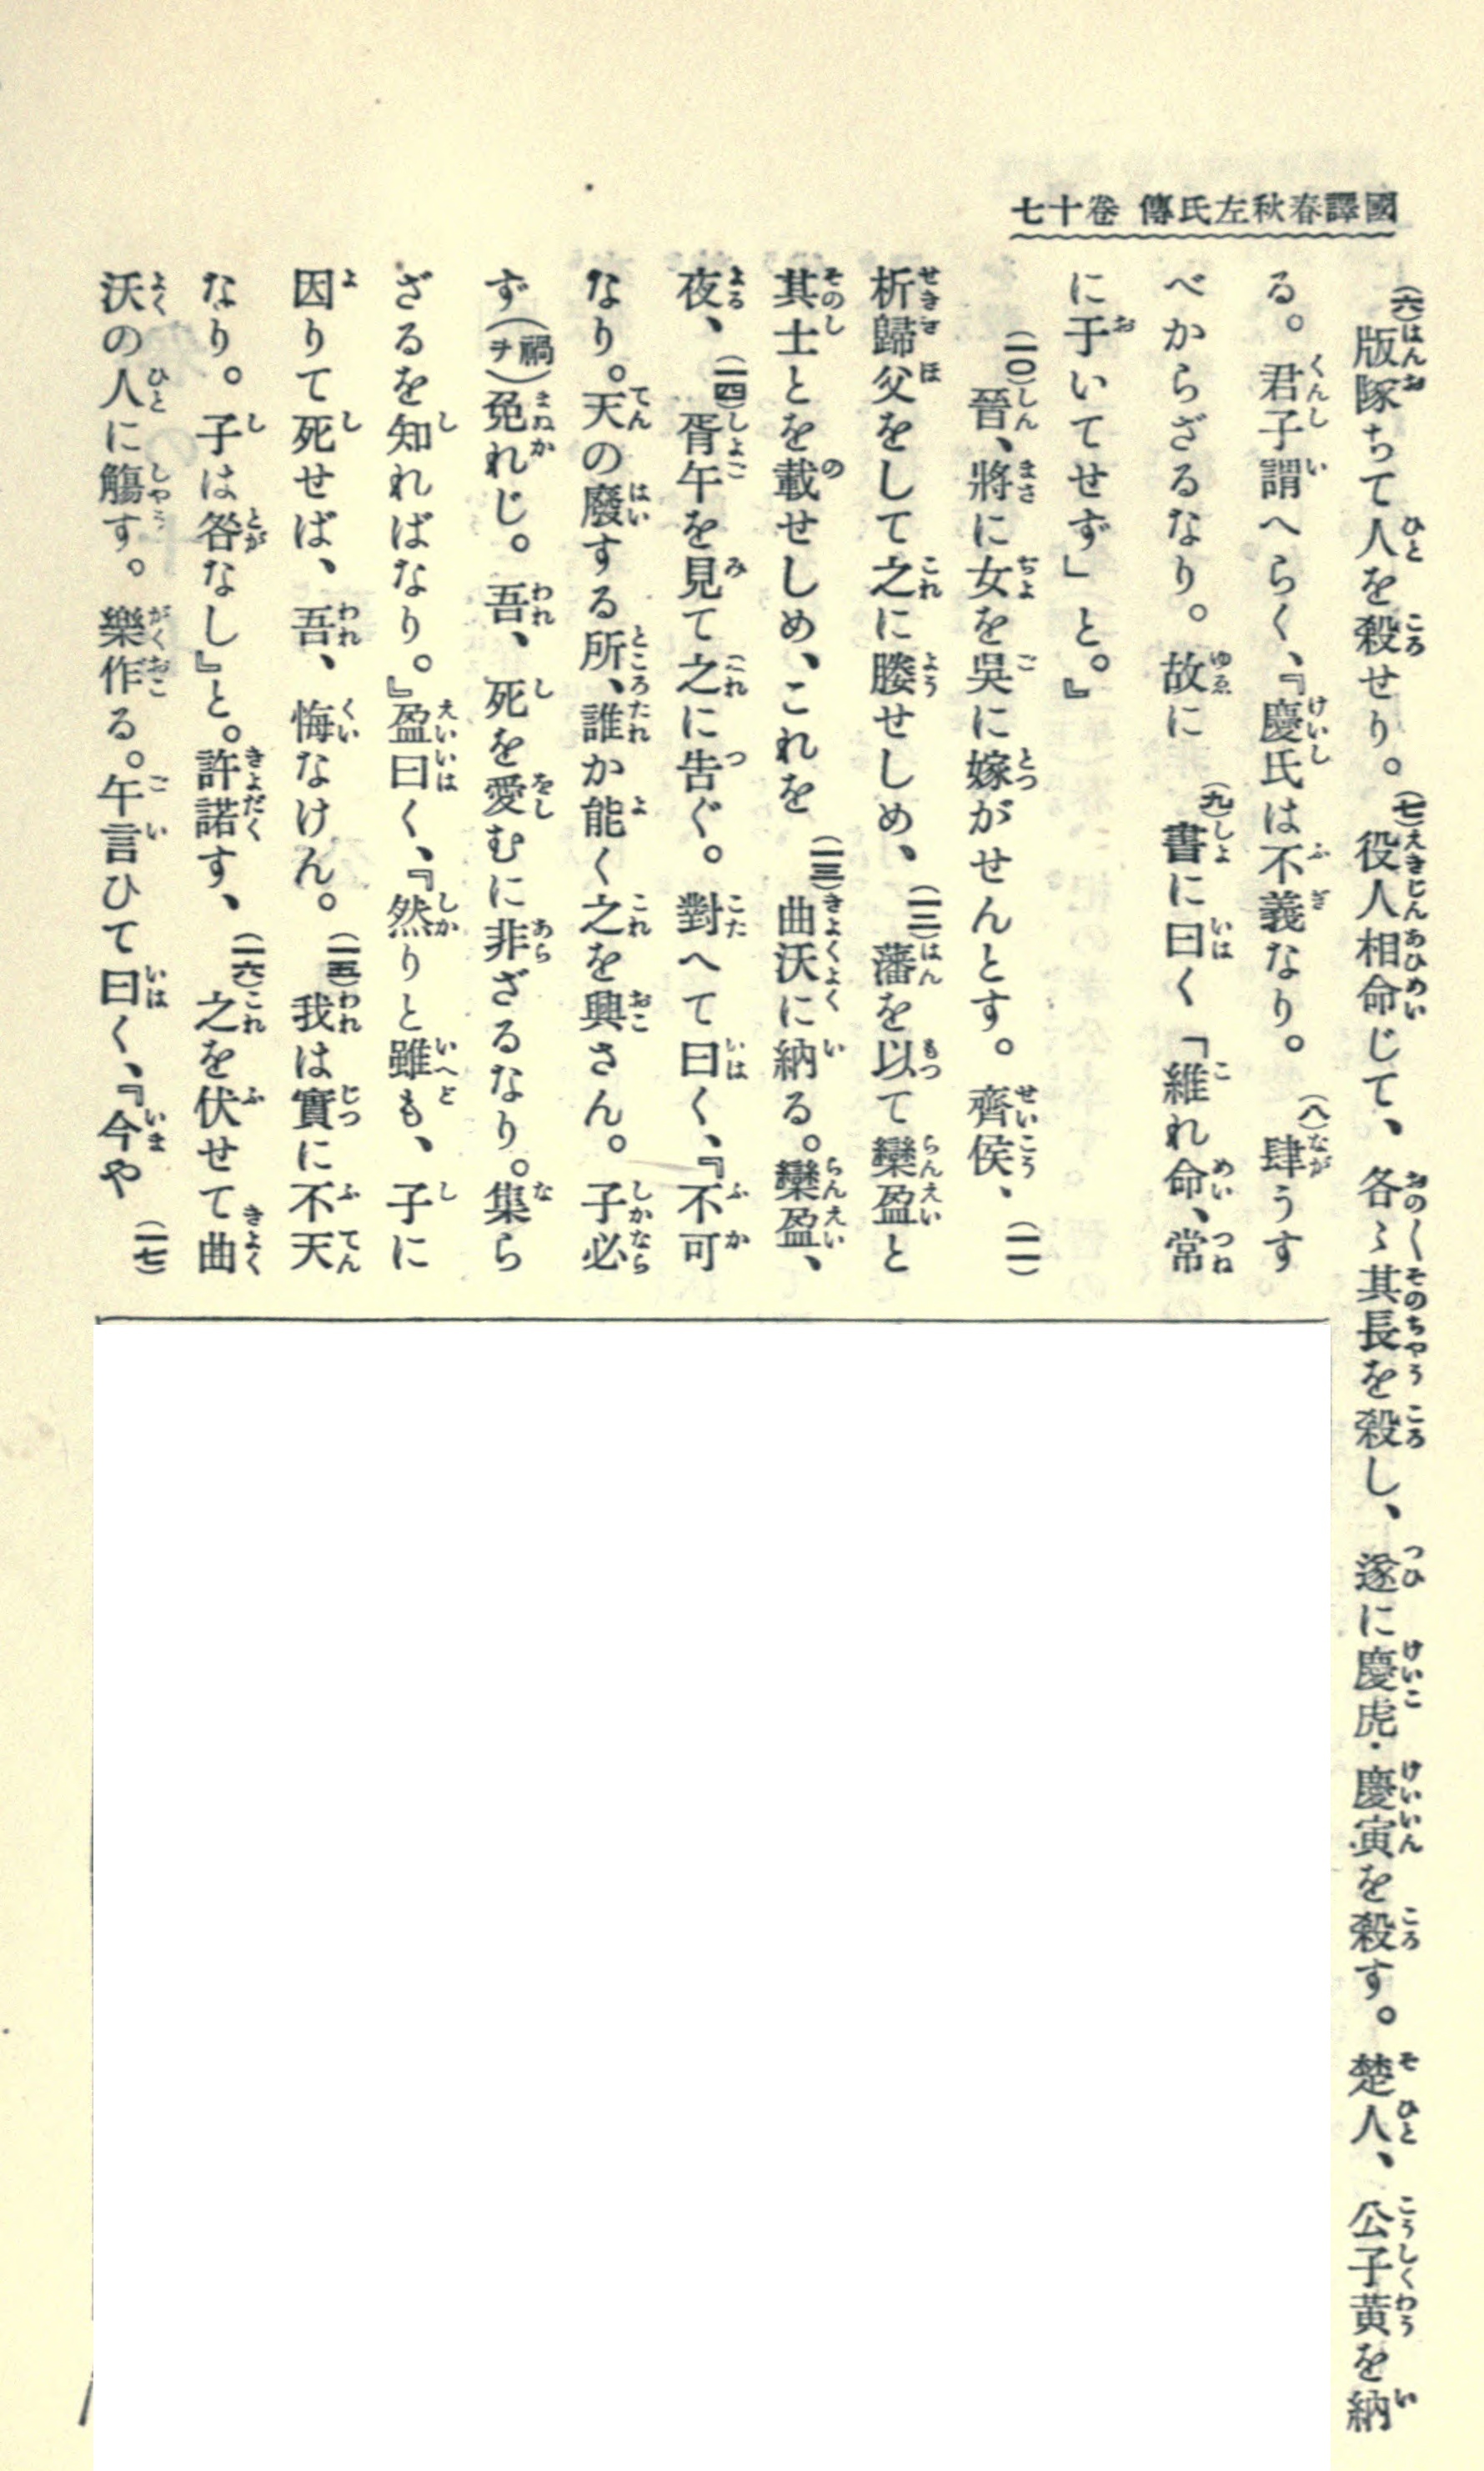 國譯春秋左氏傳 卷十七
(六)版隊ちて人を殺せり。(七)役人相命じて、各〻其長を殺し、遂に慶虎・慶寅を殺す。楚人、公子黃を納
る。君子謂へらく、『慶氏は不義なり。(八)肆うす
べからざるなり。故に(九)書に曰く「維れ命、常
に于いてせず」と。』
(一〇)晉、將に女を吳に嫁がせんとす。齊侯、(一一)
析歸父をして之に媵せしめ、(一二)藩を以て欒盈と
其士とを載せしめ、これを(一三)曲沃に納る。欒盈、
夜、(一四)胥午を見て之に吿ぐ。對へて曰く、『不可
なり。天の廢する所、誰か能く之を興さん。子必
ず(禍ヲ)免れじ。吾、死を愛むに非ざるなり。集ら
ざるを知ればなり。』盈曰く、『然りと雖も、子に
因りて死せば、吾、悔なけん。(一五)我は實に不天
なり。子は咎なし』と。許諾す、(一六)之を伏せて曲
沃の人に觴す。樂作る。午言ひて曰く、『今や(一七)